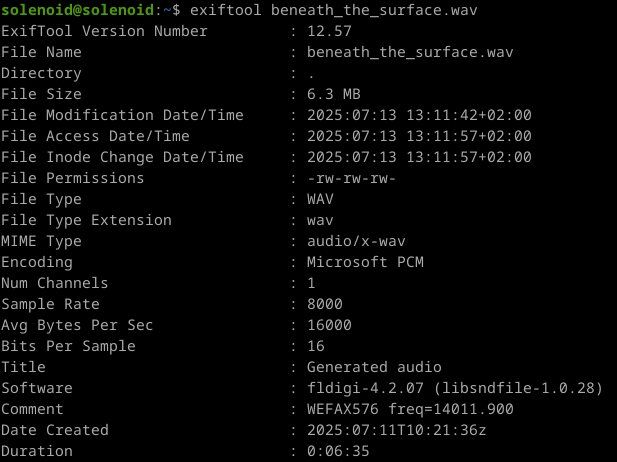 solenoid@solenoid:~$ exiftool beneath_the_surface.wav
ExifTool Version Number         : 12.57
File Name                       : beneath_the_surface.wav
Directory                       : .
File Size                       : 6.3 MB
File Modification Date/Time     : 2025:07:13 13:11:42+02:00
File Access Date/Time           : 2025:07:13 13:11:57+02:00
File Inode Change Date/Time     : 2025:07:13 13:11:57+02:00
File Permissions                : -rw-rw-rw-
File Type                       : WAV
File Type Extension             : wav
MIME Type                       : audio/x-wav
Encoding                        : Microsoft PCM
Num Channels                    : 1
Sample Rate                     : 8000
Avg Bytes Per Sec               : 16000
Bits Per Sample                 : 16
Title                           : Generated audio
Software                        : fldigi-4.2.07 (libsndfile-1.0.28)
Comment                         : WEFAX576 freq=14011.900
Date Created                    : 2025:07:11T10:21:36z
Duration                        : 0:06:35